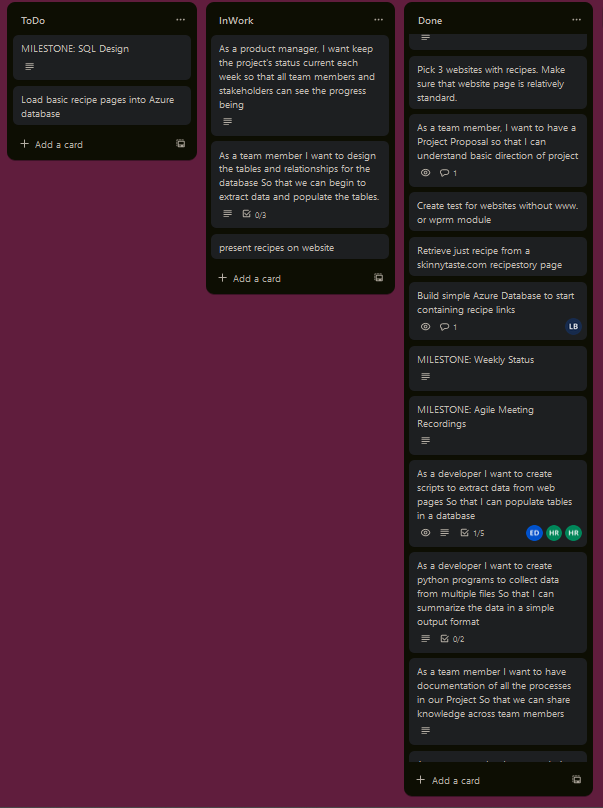 ToDo
MILESTONE: SQL Design
Load basic recipe pages into Azure
database
Add a card
InWork
As a product manager, I want keep
the project's status current each
week so that all team members and
stakeholders can see the progress
being
As a team member I want to design
the tables and relationships for the
database So that we can begin to
extract data and populate the tables.
0/3
present recipes on website
Add a card
Done
Pick 3 websites with recipes. Make
sure that website page is relatively
standard.
As a team member, I want to have a
Project Proposal so that I can
understand basic direction of project
1
Create test for websites without www.
or wprm module
Retrieve just recipe from a
skinnytaste.com recipestory page
Build simple Azure Database to start
containing recipe links
1
LB
MILESTONE: Weekly Status
MILESTONE: Agile Meeting
Recordings
As a developer I want to create
scripts to extract data from web
pages So that I can populate tables
in a database
1/5
ED
HR
HR
As a developer I want to create
python programs to collect data
from multiple files So that I can
summarize the data in a simple
output format
0/2
As a team member I want to have
documentation of all the processes
in our Project So that we can share
knowledge across team members
Add a card